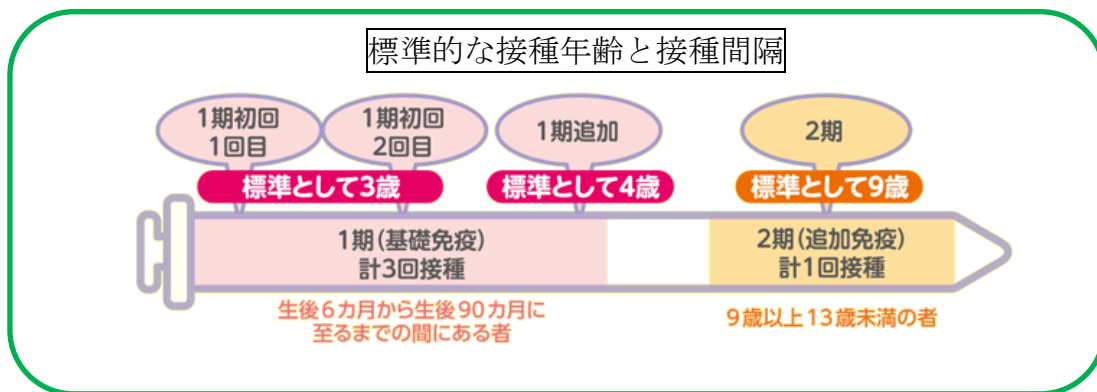 標準的な接種年齢と接種間隔
1期初回
1回目
1期初回
2回目
1期追加
2期
標準として3歳
標準として4歳
標準として9歳
1期(基礎免疫)
計3回接種
2期(追加免疫)
計1回接種
生後6カ月から生後90カ月に
至るまでの間にある者
9歳以上13歳未満の者